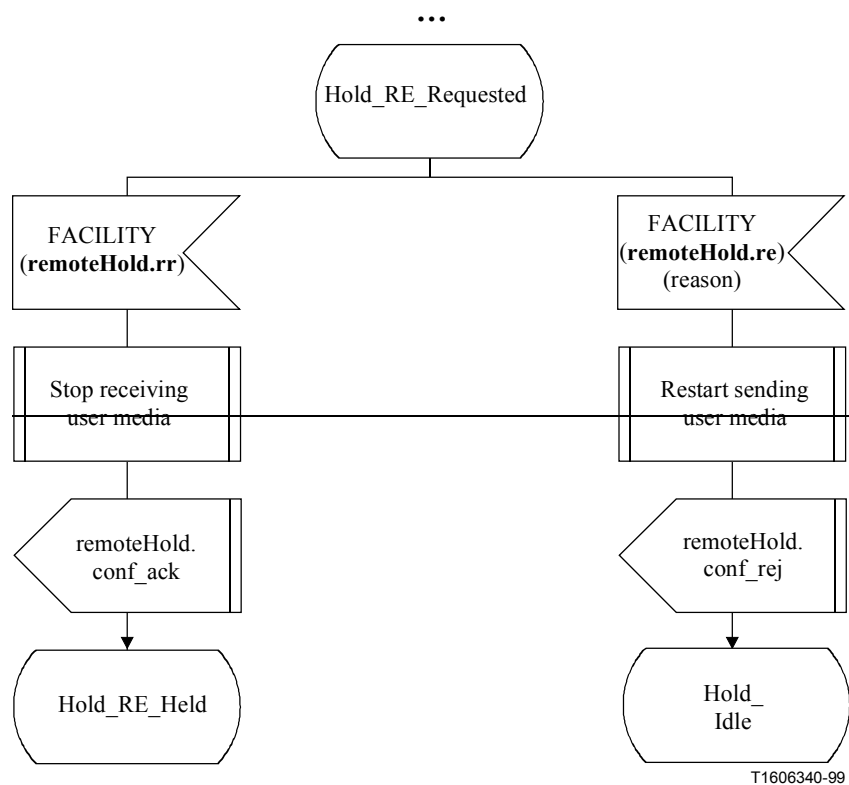 ...
Hold_RE_Requested
FACILITY
(remoteHold.rr)
FACILITY
(remoteHold.re)
(reason)
Stop receiving
user media
Restart sending
user media
remoteHold.
conf_ack
remoteHold.
conf_rej
Hold_RE_Held
Hold_
Idle
T1606340-99